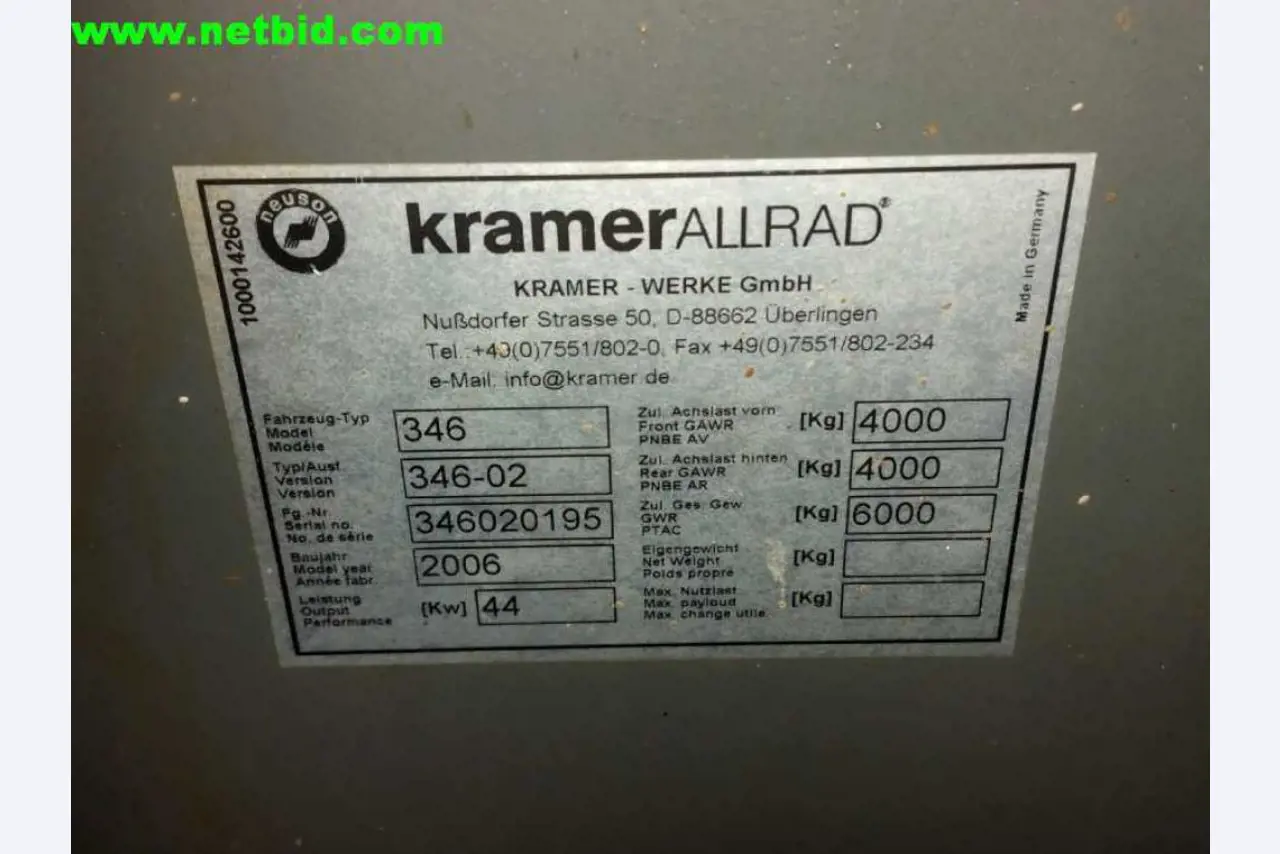 www.netbid.com
1000142600
neuson
kramerALLRAD®
Made in Germany
KRAMER - WERKE GmbH
Nußdorfer Strasse 50, D-88662 Überlingen
Tel.:+49(0)7551/802-0, Fax +49(0)7551/802-234
e-Mail: info@kramer.de
Fahrzeug-Typ
Model
Modèle
346
Typ/Ausf.
Version
Version
346-02
Fg.-Nr.
Serial no.
No. de série
346020195
Baujahr
Model year
Année fabr.
2006
Leistung
Output
Performance
[Kw] 44
Zul. Achslast vorn
Front GAWR
PNBE AV
[Kg] 4000
Zul. Achslast hinten
Rear GAWR
PNBE AR
[Kg] 4000
Zul. Ges. Gew
GWR
PTAC
[Kg] 6000
Eigengewicht
Net Weight
Poids propre
[Kg]
Max. Nutzlast
Max. payloud
Max. change utile.
[Kg]